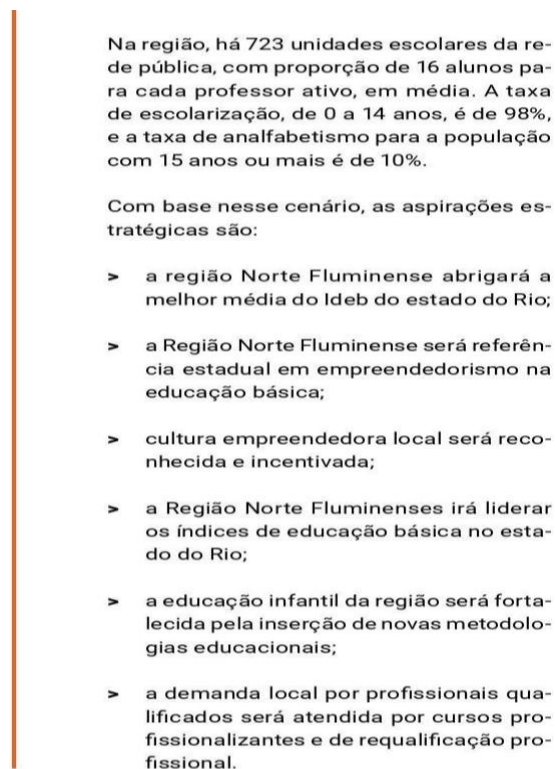 Na região, há 723 unidades escolares da re-
de pública, com proporção de 16 alunos pa-
ra cada professor ativo, em média. A taxa
de escolarização, de 0 a 14 anos, é de 98%,
e a taxa de analfabetismo para a população
com 15 anos ou mais é de 10%.
Com base nesse cenário, as aspirações es-
tratégicas são:
> a região Norte Fluminense abrigará a
melhor média do Ideb do estado do Rio;
> a Região Norte Fluminense será referên-
cia estadual em empreendedorismo na
educação básica;
> cultura empreendedora local será reco-
nhecida e incentivada;
> a Região Norte Fluminenses irá liderar
os índices de educação básica no esta-
do do Rio;
> a educação infantil da região será forta-
lecida pela inserção de novas metodolo-
gias educacionais;
> a demanda local por profissionais qua-
lificados será atendida por cursos pro-
fissionalizantes e de requalificação pro-
fissional.